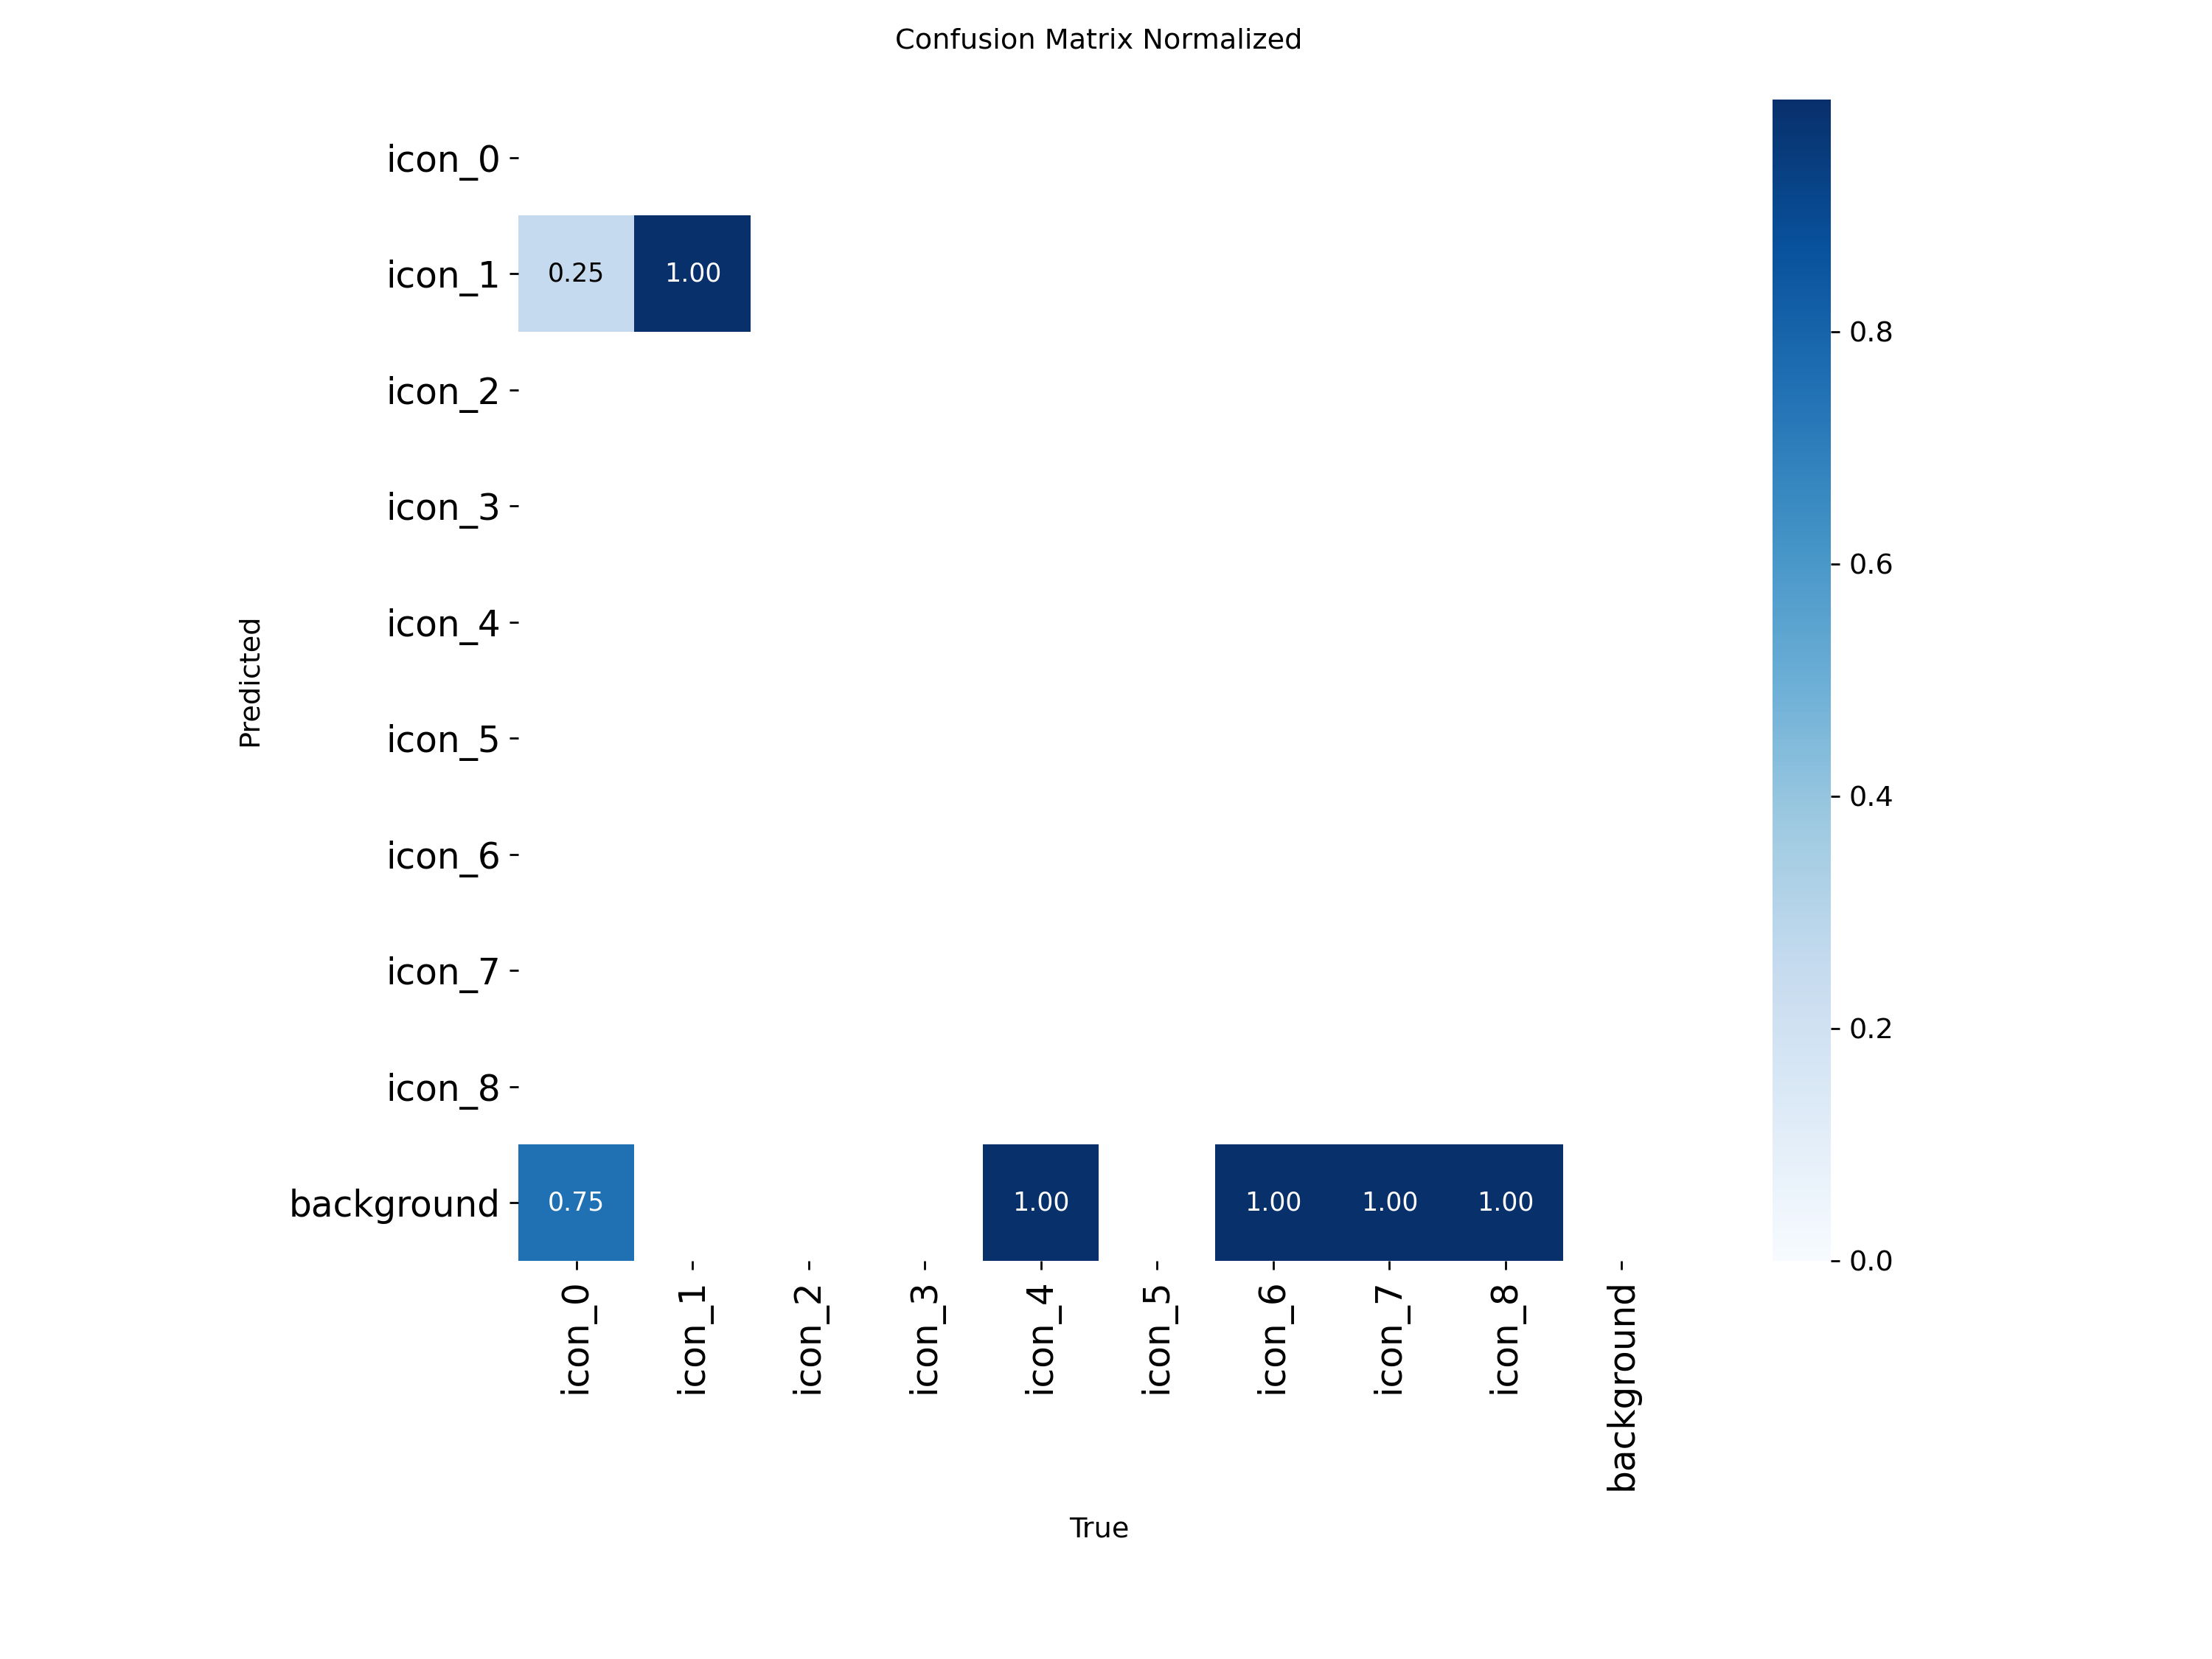 Confusion Matrix Normalized
icon_0
icon_1
0.25
1.00
icon_2
icon_3
icon_4
icon_5
icon_6
icon_7
icon_8
background
0.75
1.00
1.00
1.00
1.00
Predicted
icon_0
icon_1
icon_2
icon_3
icon_4
icon_5
icon_6
icon_7
icon_8
background
True
0.8
0.6
0.4
0.2
0.0